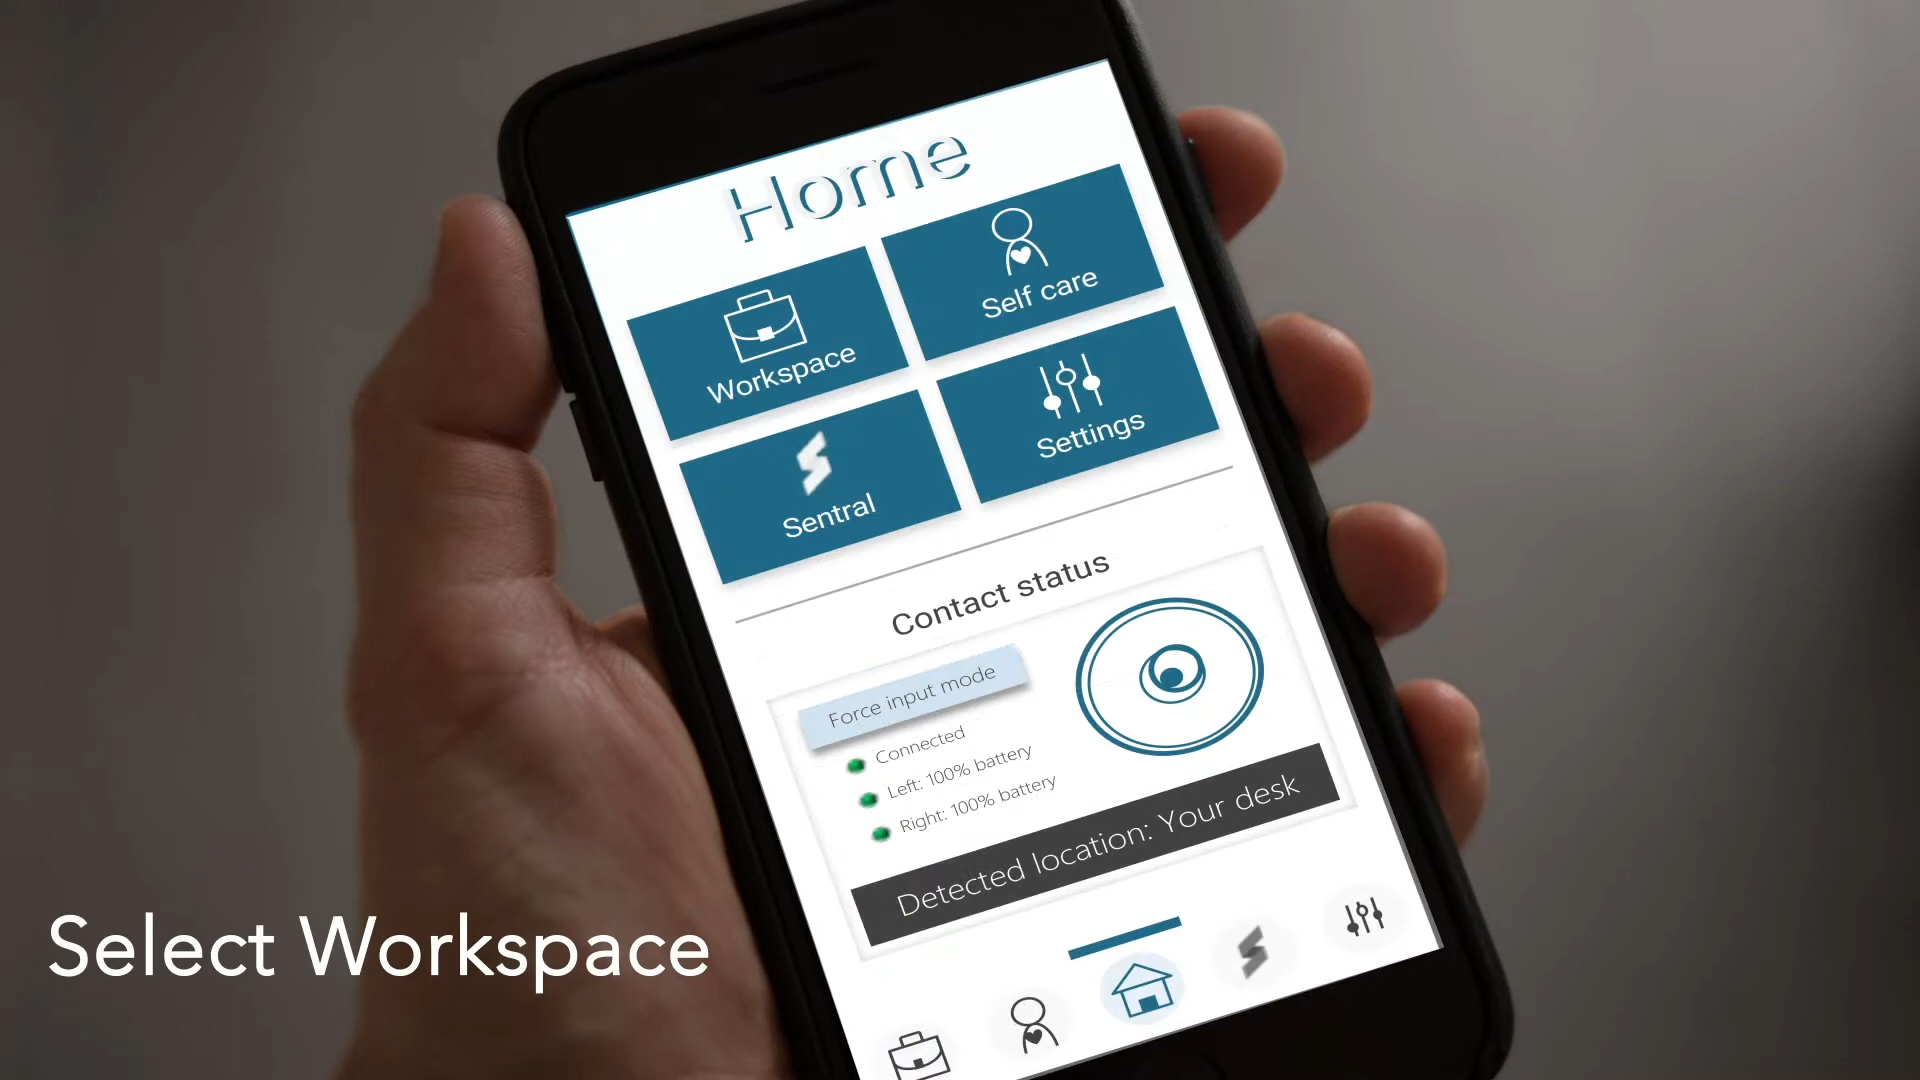 Home
Workspace
Self care
Sentral
Settings
Contact status
Force input mode
Connected
Left: 100% battery
Right: 100% battery
Detected location: Your desk
Select Workspace